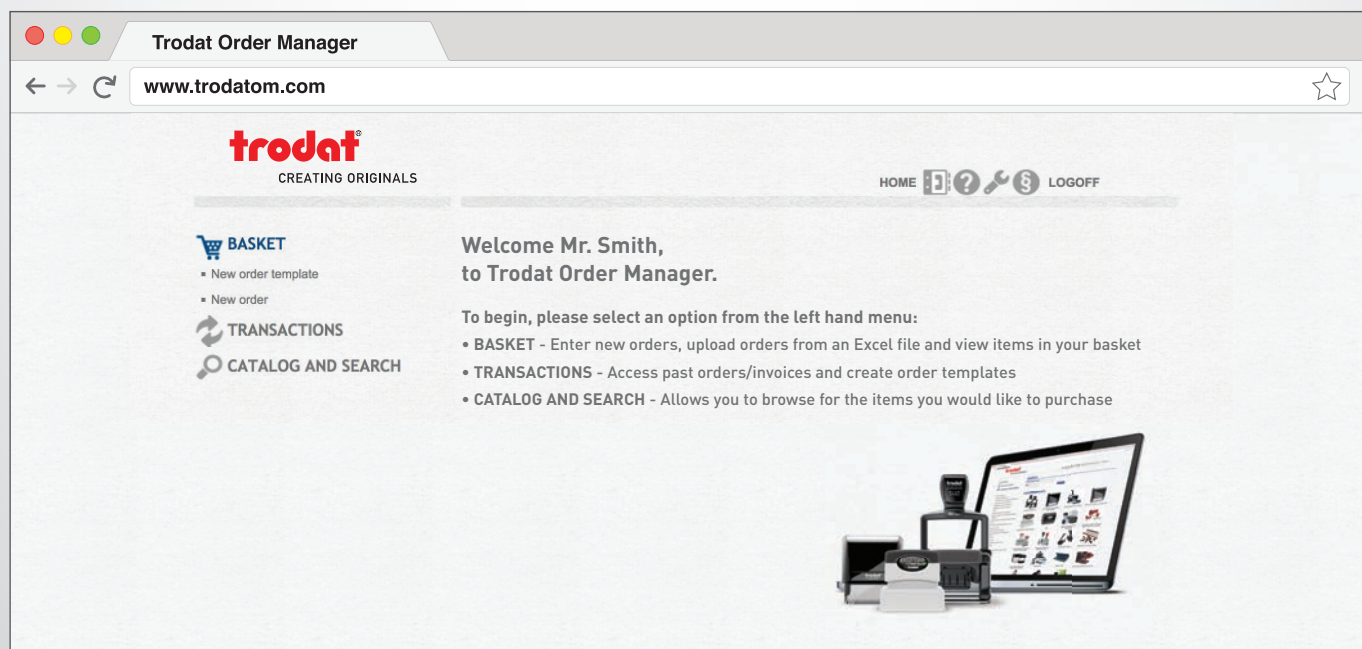 Trodat Order Manager
www.trodatom.com
trodat®
CREATING ORIGINALS
HOME ? § LOGOFF
BASKET
▪ New order template
▪ New order
TRANSACTIONS
CATALOG AND SEARCH
Welcome Mr. Smith,
to Trodat Order Manager.
To begin, please select an option from the left hand menu:
• BASKET - Enter new orders, upload orders from an Excel file and view items in your basket
• TRANSACTIONS - Access past orders/invoices and create order templates
• CATALOG AND SEARCH - Allows you to browse for the items you would like to purchase
trodat
trodat